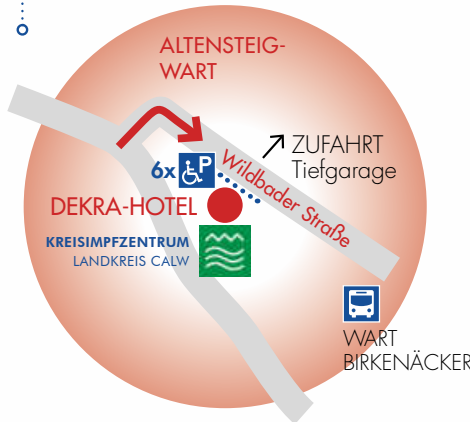 ALTENSTEIG-
WART
6x P
ZUFAHRT
Tiefgarage
Wildbader Straße
DEKRA-HOTEL
KREISIMPFZENTRUM
LANDKREIS CALW
WART
BIRKENÄCKER